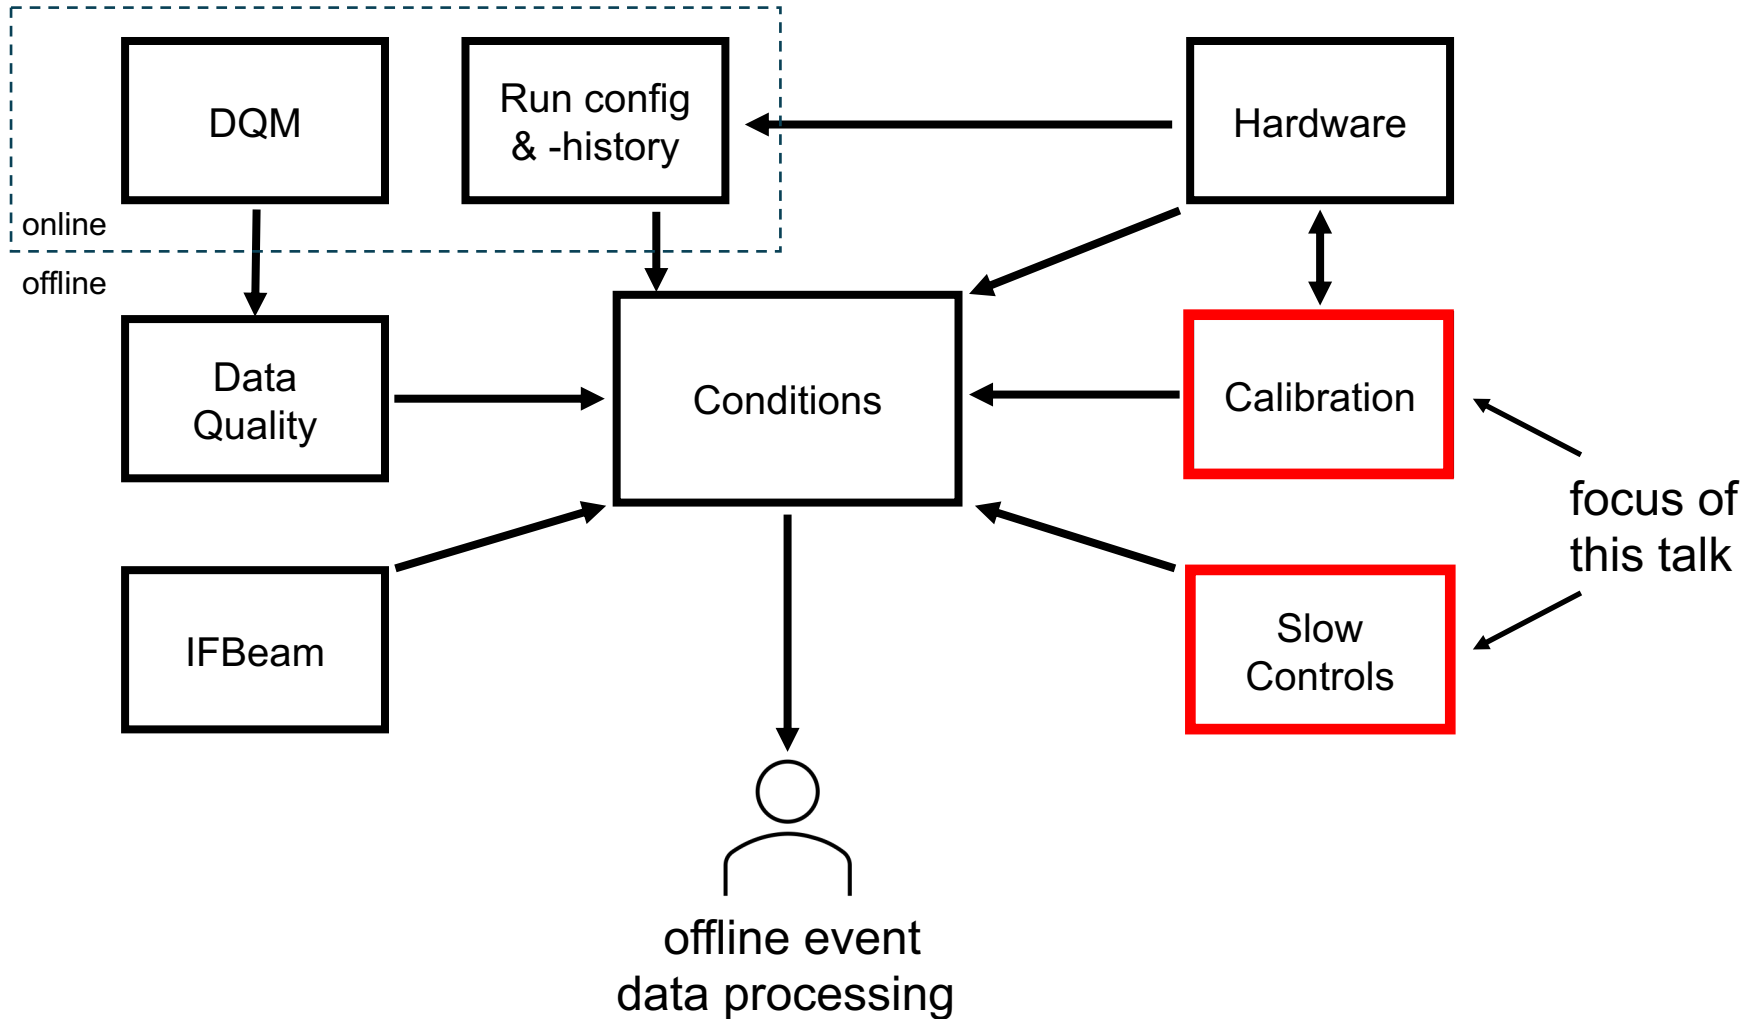 DQM
Run config
& -history
Hardware
online
offline
Data
Quality
Conditions
Calibration
focus of
this talk
IFBeam
Slow
Controls
offline event
data processing